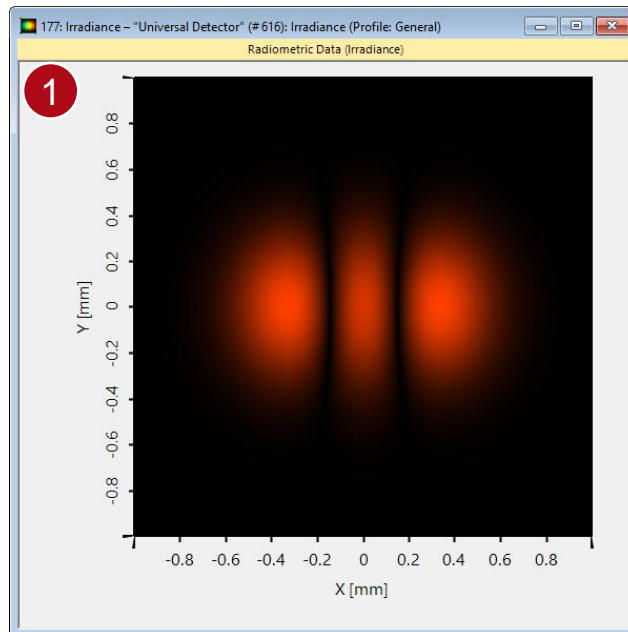 177: Irradiance – "Universal Detector" (#616): Irradiance (Profile: General)
Radiometric Data (Irradiance)
1
0.8
0.6
0.4
0.2
0
-0.2
-0.4
-0.6
-0.8
Y [mm]
-0.8 -0.6 -0.4 -0.2 0 0.2 0.4 0.6 0.8
X [mm]